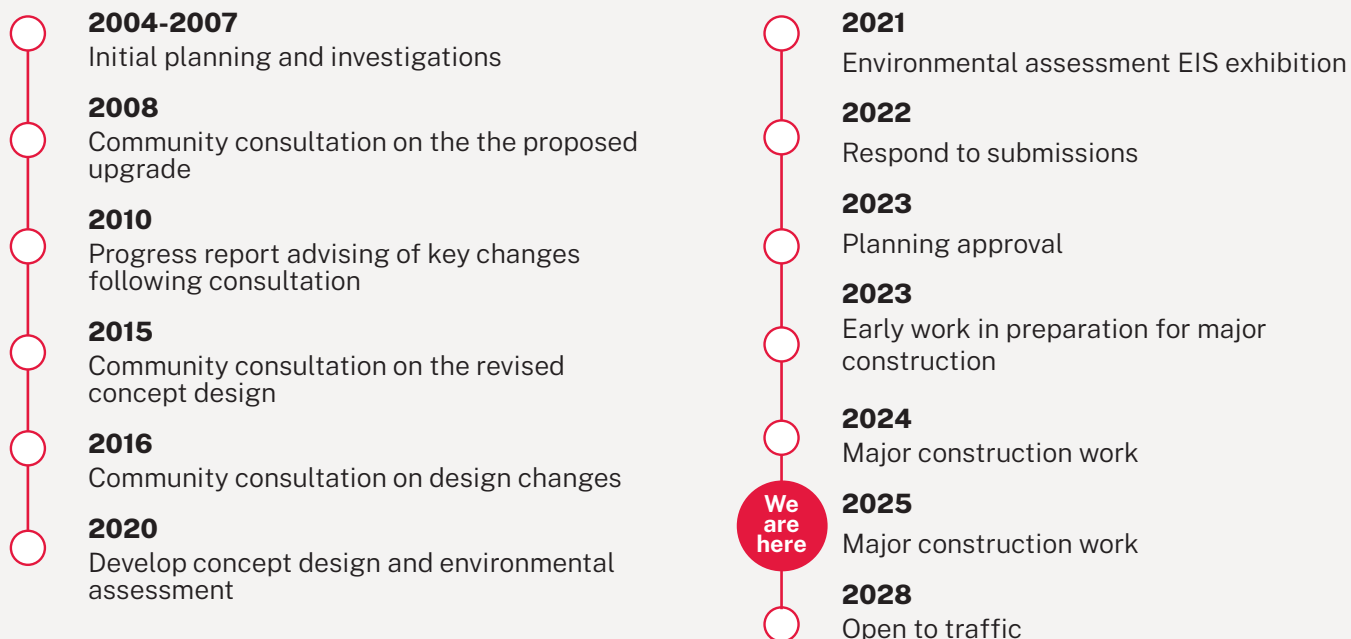 2004-2007
Initial planning and investigations
2008
Community consultation on the the proposed
upgrade
2010
Progress report advising of key changes
following consultation
2015
Community consultation on the revised
concept design
2016
Community consultation on design changes
2020
Develop concept design and environmental
assessment
2021
Environmental assessment EIS exhibition
2022
Respond to submissions
2023
Planning approval
2023
Early work in preparation for major
construction
2024
Major construction work
We
are
here
2025
Major construction work
2028
Open to traffic